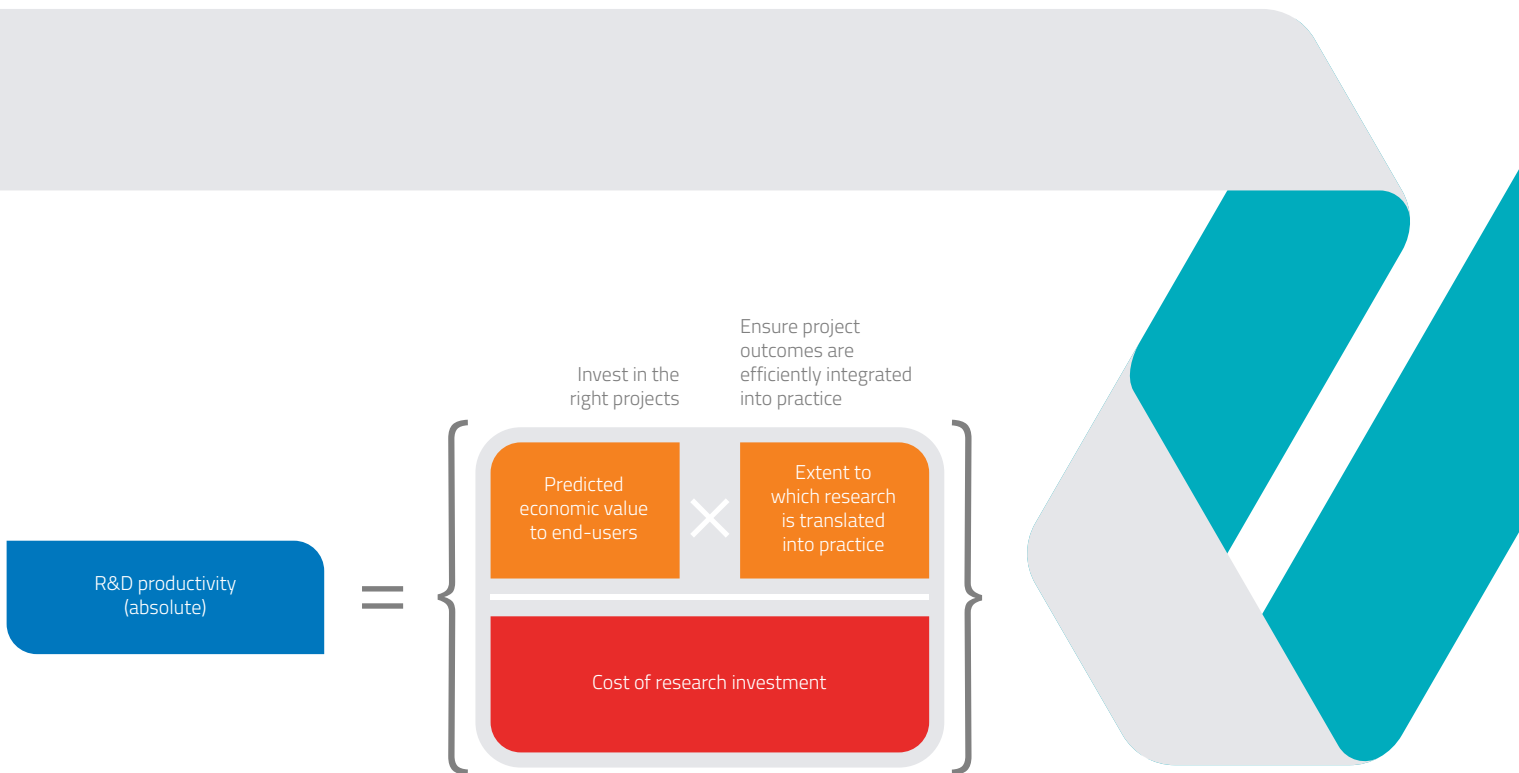 Invest in the
right projects
Ensure project
outcomes are
efficiently integrated
into practice
R&D productivity
(absolute)
=
{
Predicted
economic value
to end-users
×
Extent to
which research
is translated
into practice
Cost of research investment
}